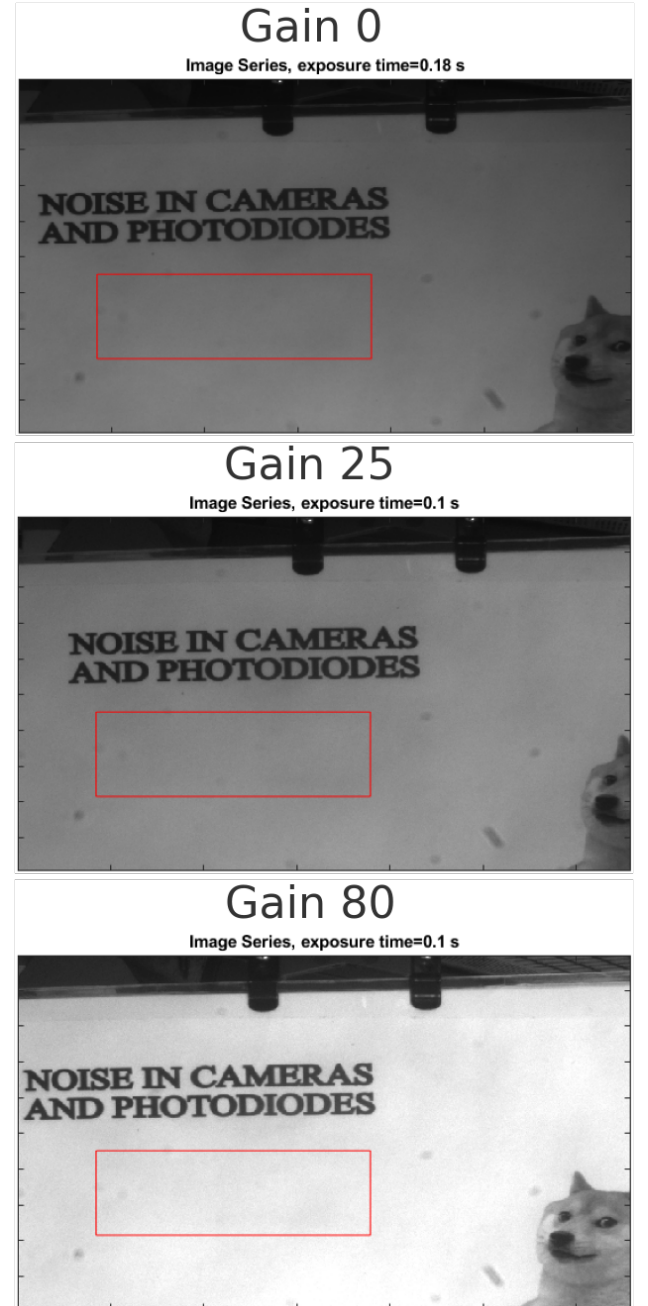 Gain 0
Image Series, exposure time=0.18 s
NOISE IN CAMERAS
AND PHOTODIODES
Gain 25
Image Series, exposure time=0.1 s
NOISE IN CAMERAS
AND PHOTODIODES
Gain 80
Image Series, exposure time=0.1 s
NOISE IN CAMERAS
AND PHOTODIODES